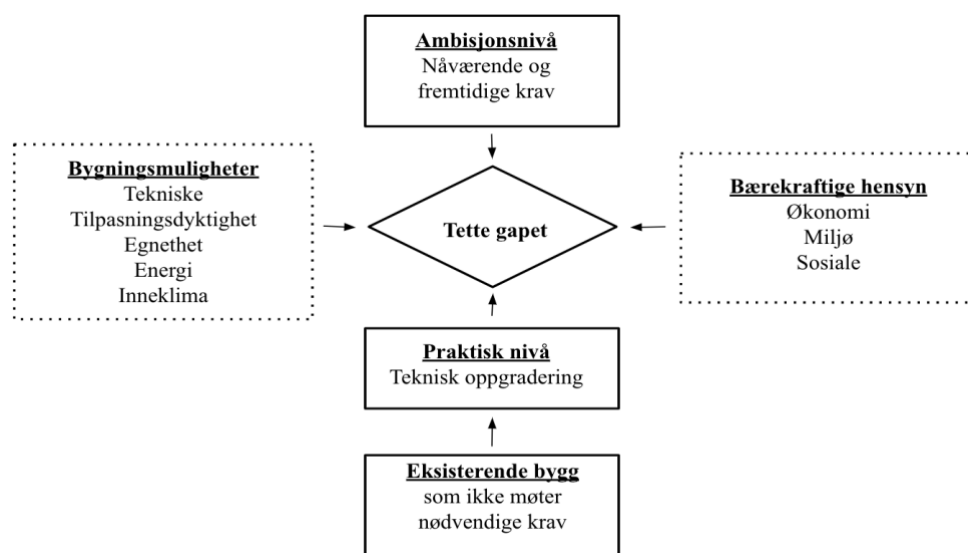 Ambisjonsnivå
Nåværende og
fremtidige krav
Bygningsmuligheter
Tekniske
Tilpasningsdyktighet
Egnethet
Energi
Inneklima
Tette gapet
Bærekraftige hensyn
Økonomi
Miljø
Sosiale
Praktisk nivå
Teknisk oppgradering
Eksisterende bygg
som ikke møter
nødvendige krav